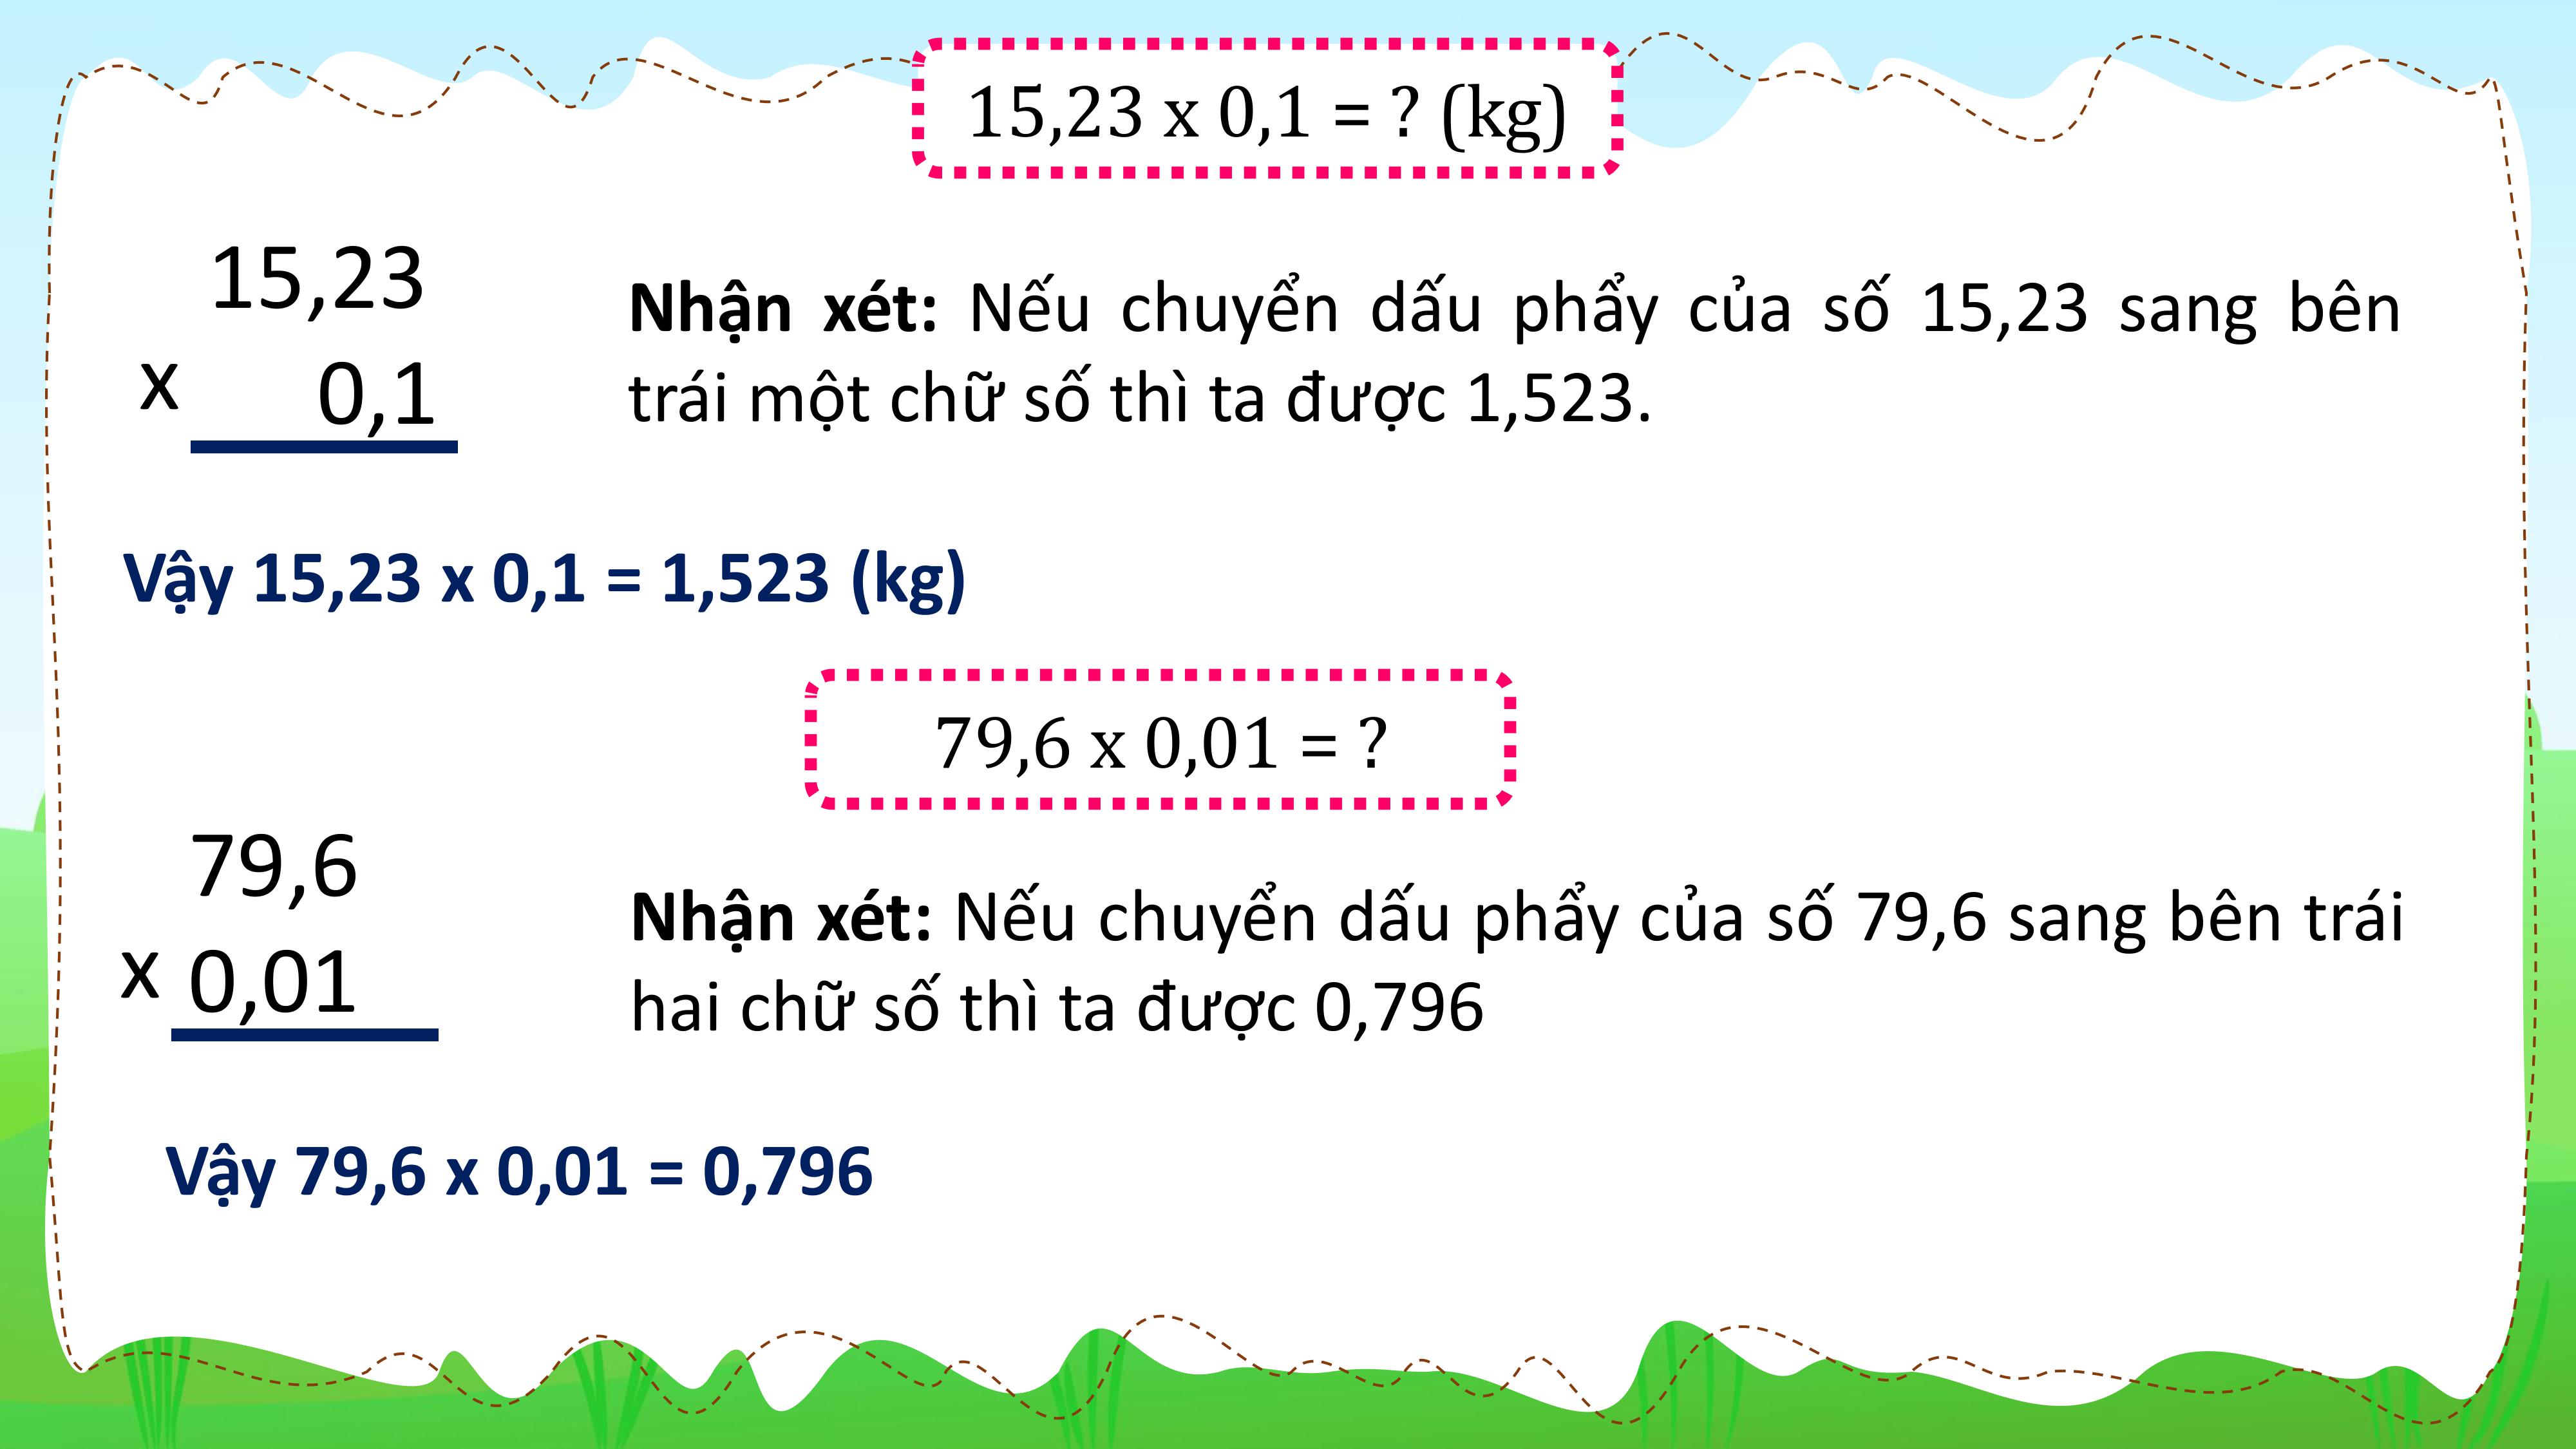 15,23 x 0,1 = ? (kg)
15,23
x 0,1
Nhận xét: Nếu chuyển dấu phẩy của số 15,23 sang bên
trái một chữ số thì ta được 1,523.
Vậy 15,23 x 0,1 = 1,523 (kg)
79,6 x 0,01 = ?
79,6
x 0,01
Nhận xét: Nếu chuyển dấu phẩy của số 79,6 sang bên trái
hai chữ số thì ta được 0,796
Vậy 79,6 x 0,01 = 0,796